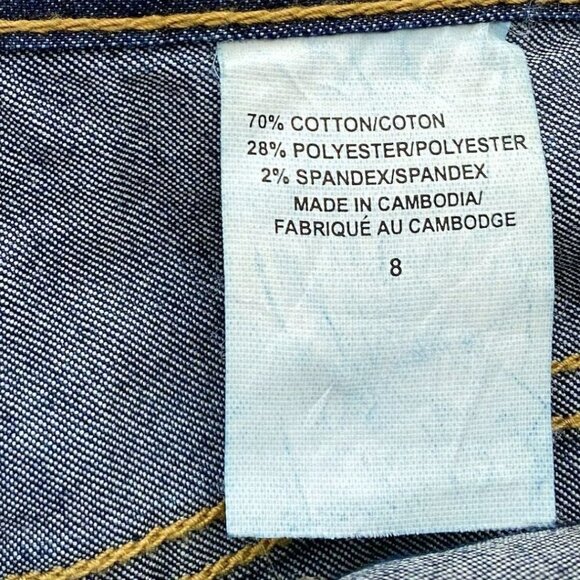 70% COTTON/COTON
28% POLYESTER/POLYESTER
2% SPANDEX/SPANDEX
MADE IN CAMBODIA/
FABRIQUÉ AU CAMBODGE
8